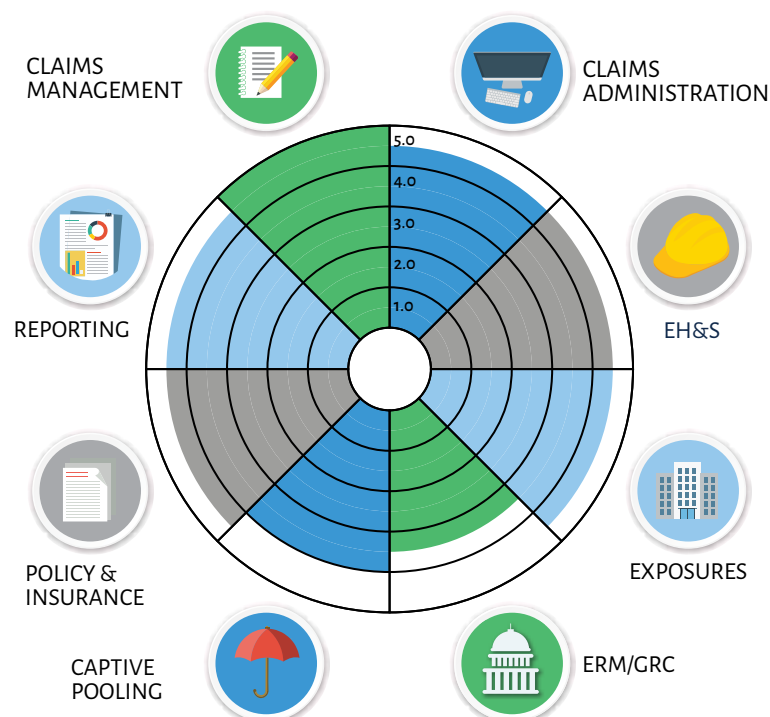 CLAIMS
MANAGEMENT
CLAIMS
ADMINISTRATION
5.0
4.0
3.0
2.0
1.0
REPORTING
EH&S
POLICY &
INSURANCE
EXPOSURES
CAPTIVE
POOLING
ERM/GRC